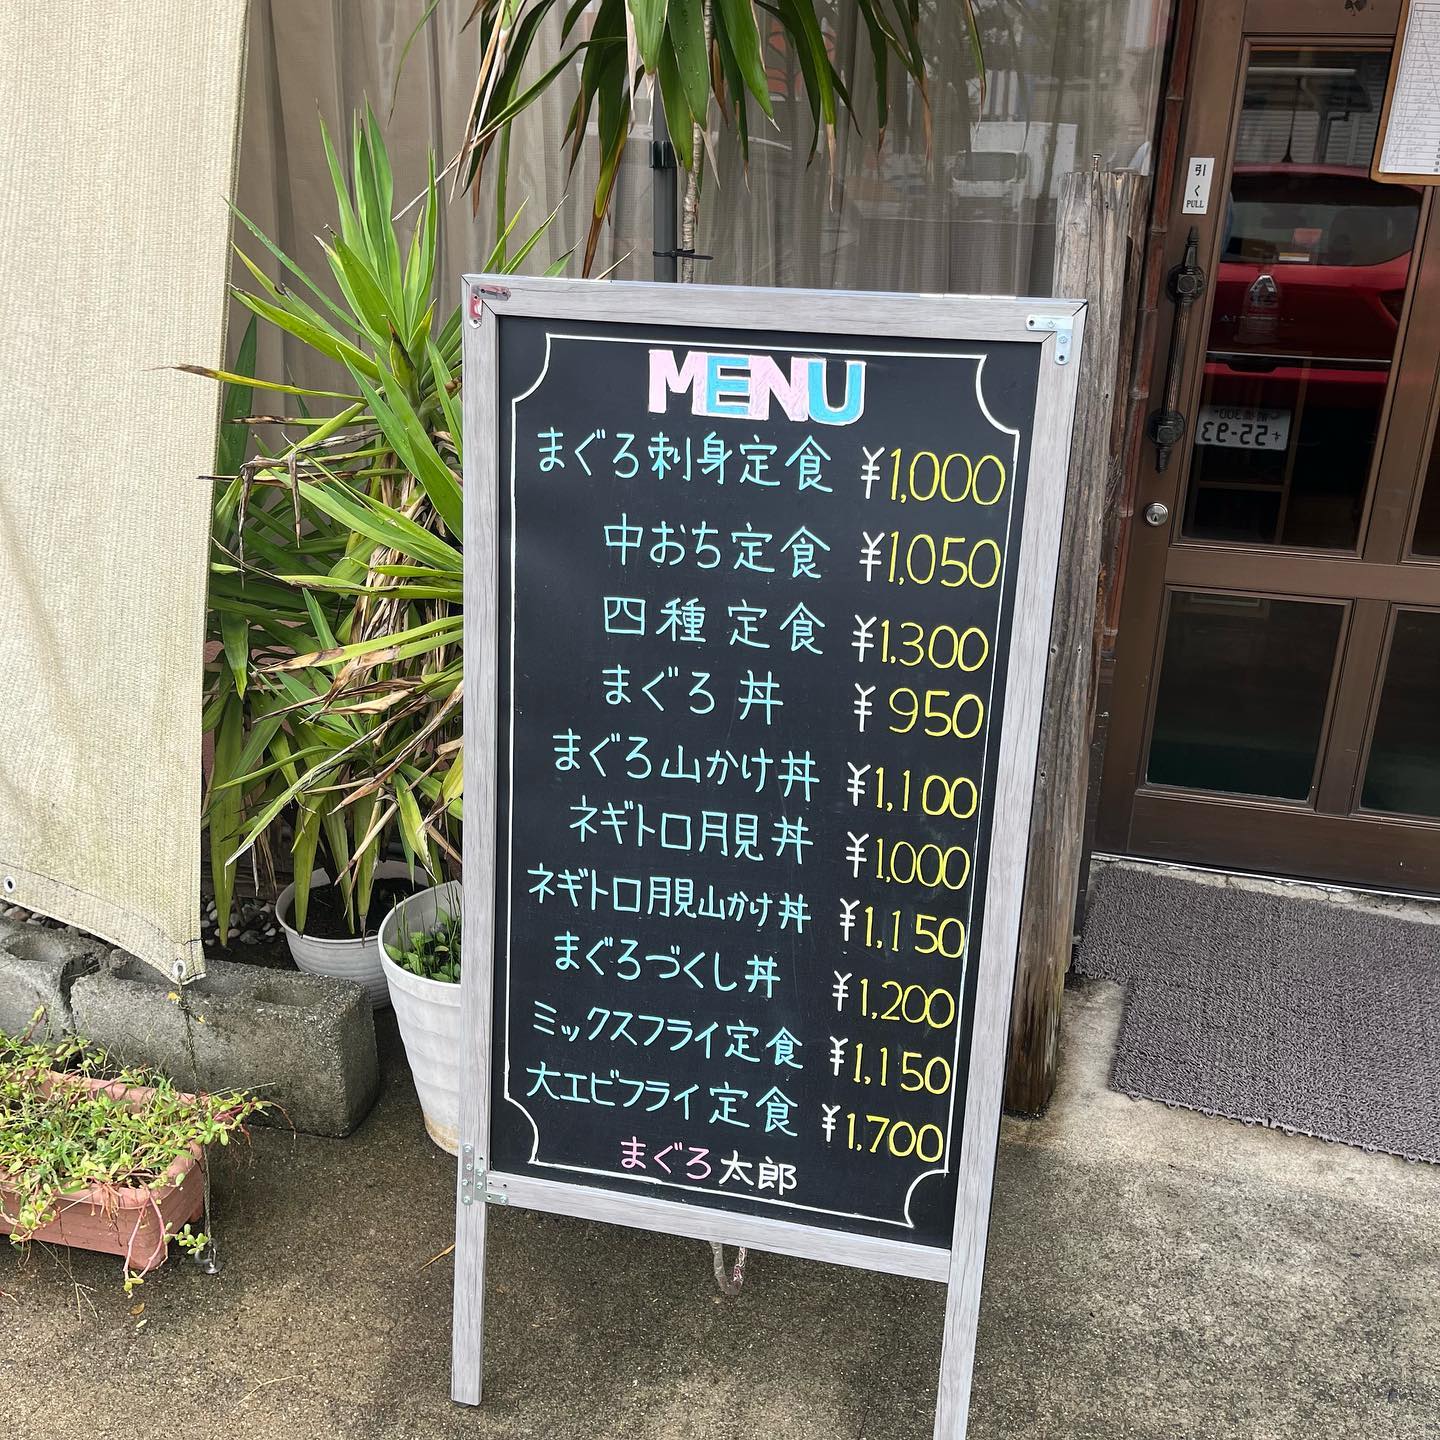 MENU
まぐろ刺身定食 ¥1,000
中おち定食 ¥1,050
四種定食 ¥1,300
まぐろ丼 ¥950
まぐろ山かけ丼 ¥1,100
ネギトロ月見丼 ¥1,000
ネギトロ月見山かけ丼 ¥1,150
まぐろづくし丼 ¥1,200
ミックスフライ定食 ¥1,150
大エビフライ定食 ¥1,700
まぐろ太郎
引く
PULL